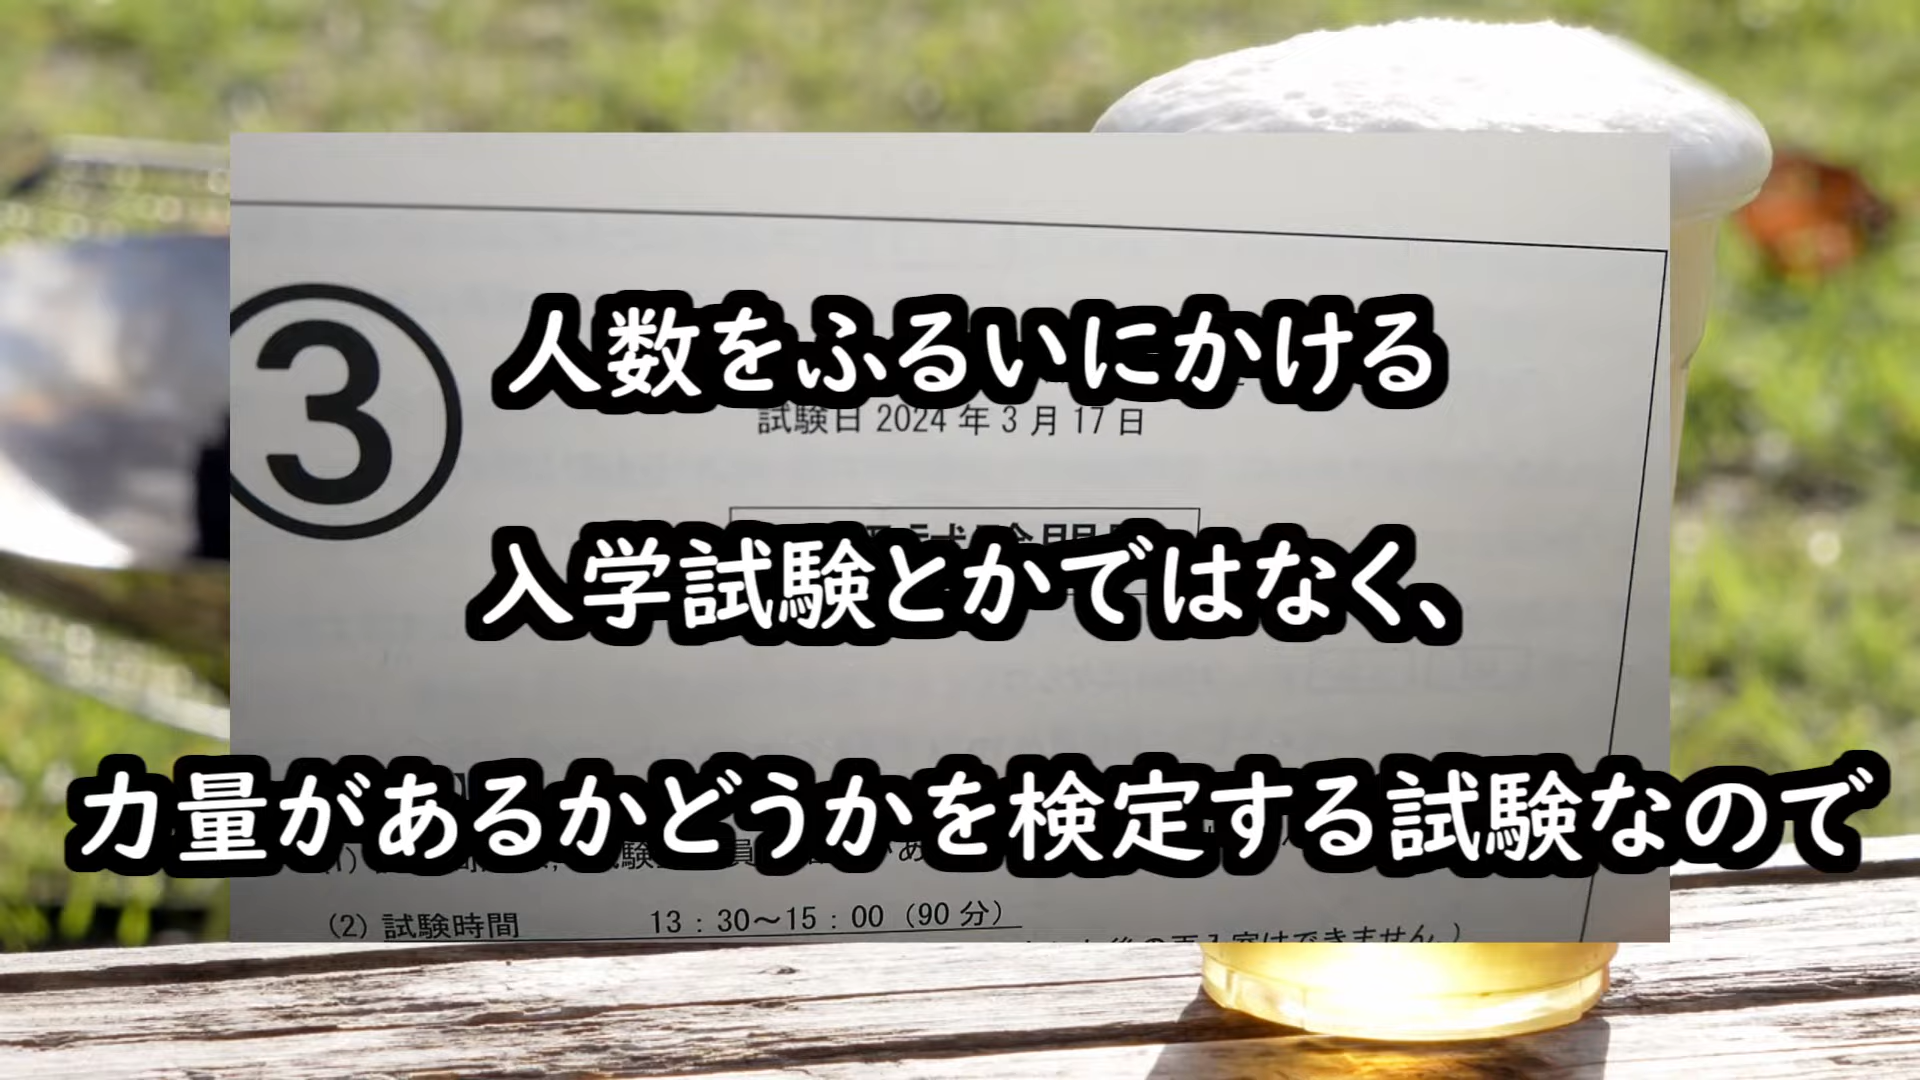 ③
人数をふるいにかける
試験日 2024 年 3 月 17 日
入学試験とかではなく、
力量があるかどうかを検定する試験なので
(2) 試験時間 13:30～15:00 (90 分)